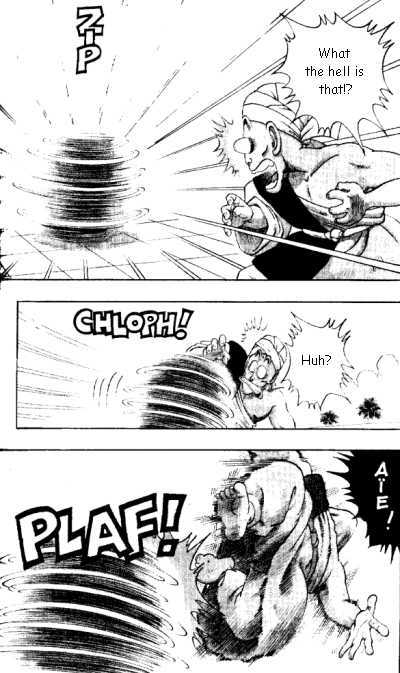 ZIP
What
the hell is
that!?
CHLOPH!
Huh?
PLAF!
AÏE!